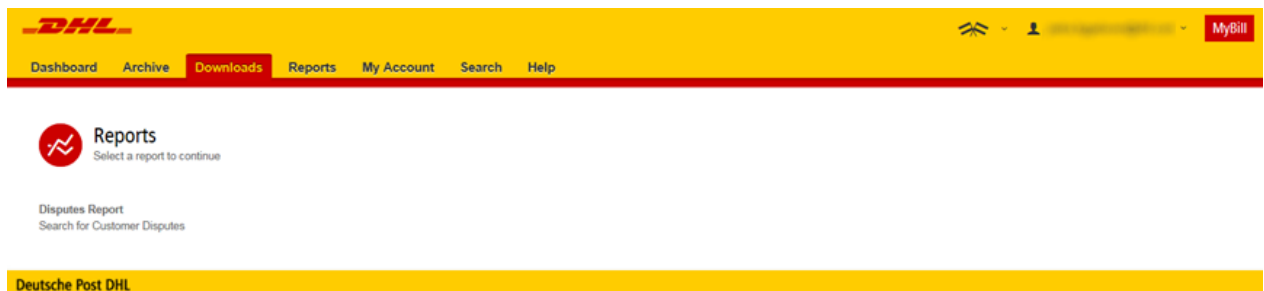 DHL
MyBill
Dashboard Archive Downloads Reports My Account Search Help
Reports
Select a report to continue
Disputes Report
Search for Customer Disputes
Deutsche Post DHL